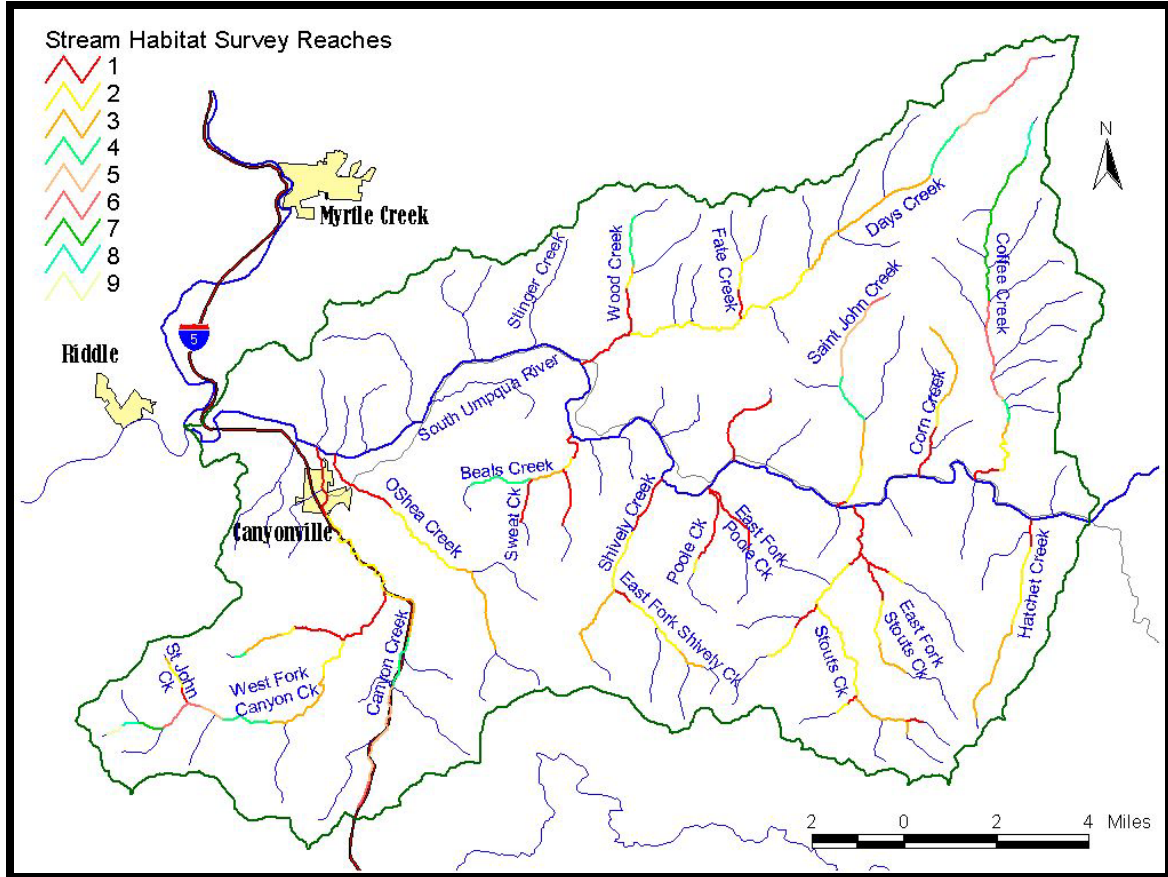 Stream Habitat Survey Reaches
1
2
3
4
5
6
7
8
9
N
Myrtle Creek
Days Creek
Wood Creek
Fate Creek
Stinger Creek
Coffee Creek
Saint John Creek
5
Riddle
South Umpqua River
Corn Creek
Beals Creek
OShea Creek
Sweat Ck
Canyonville
Shively Creek
Poole Ck
East Fork
Poole Ck
Hatchet Creek
East Fork Shively Ck
East Fork
Stouts Ck
Stouts Ck
Canyon Creek
St John
Ck
West Fork
Canyon Ck
2 0 2 4 Miles